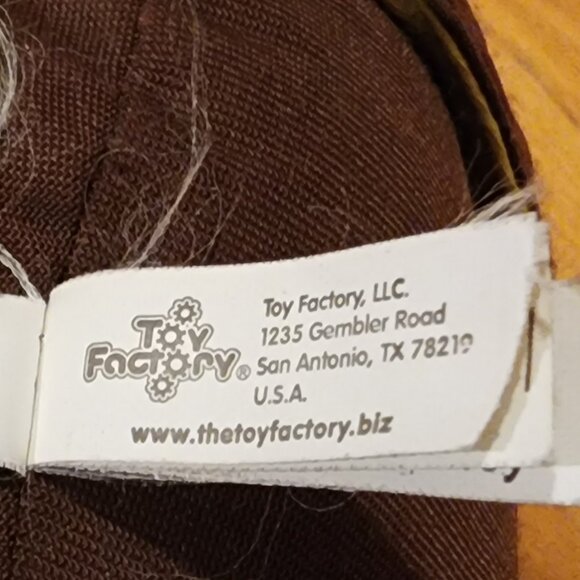 Toy
Factory®
Toy Factory, LLC.
1235 Gembler Road
San Antonio, TX 78219
U.S.A.
www.thetoyfactory.biz